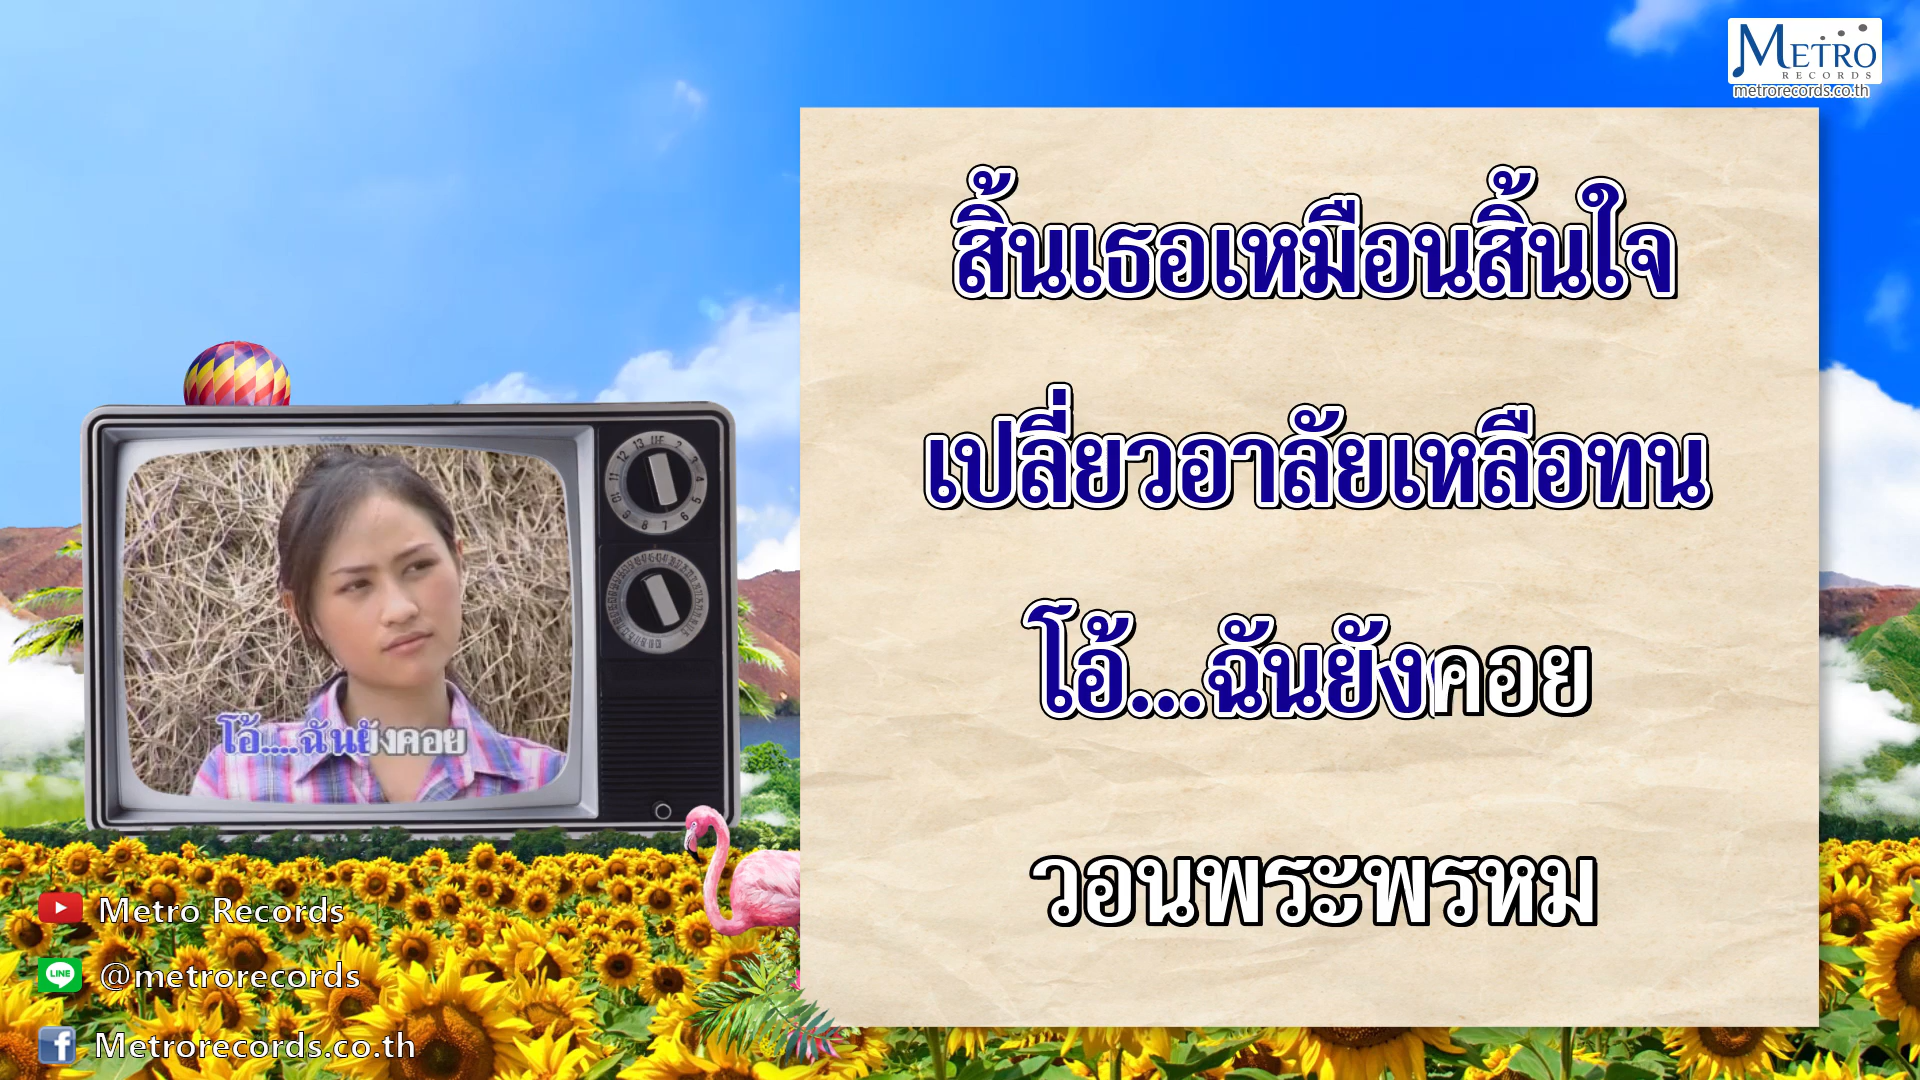 METRO
RECORDS
metrorecords.co.th
สิ้นเธอเหมือนสิ้นใจ
เปลี่ยวอาลัยเหลือทน
โอ้...ฉันยังคอย
วอนพระพรหม
โอ้....ฉันยังคอย
Metro Records
LINE
@metrorecords
f
Metrorecords.co.th